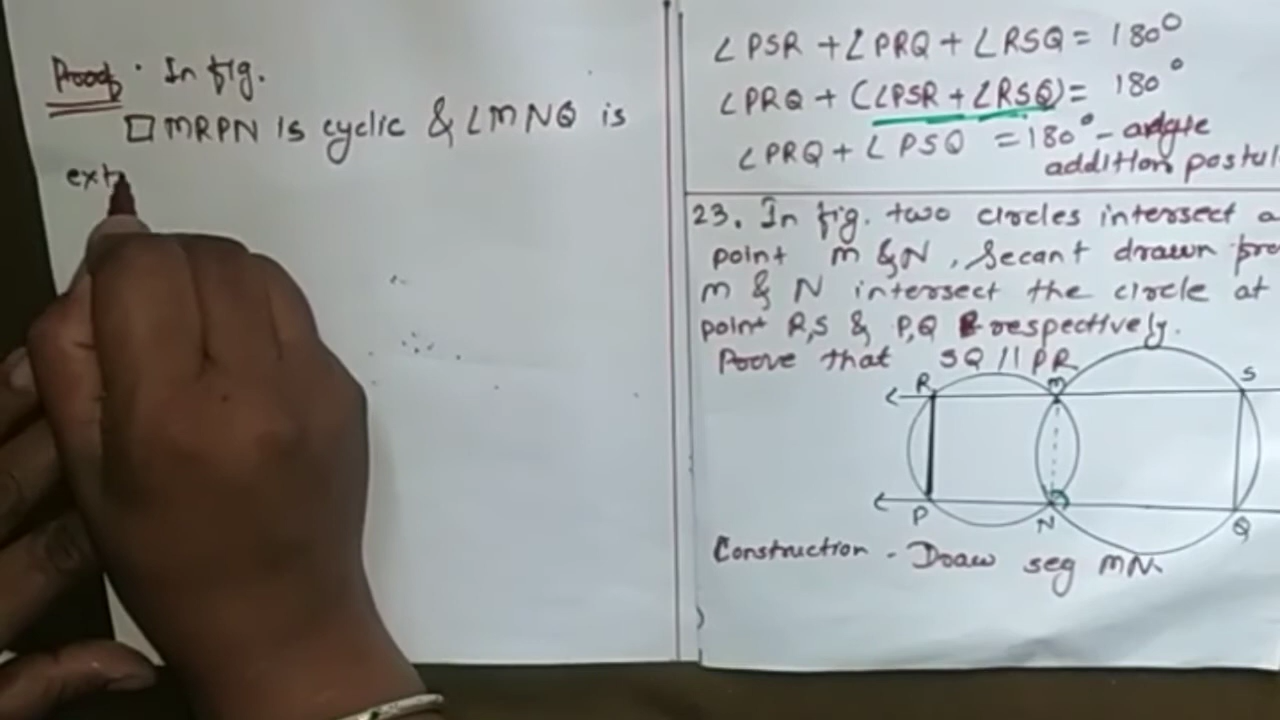 Proof. In fig.
□ MRPN is cyclic & ∠MNQ is
ext
∠PSR + ∠PRQ + ∠RSQ = 180°
∠PRQ + (∠PSR + ∠RSQ) = 180°
∠PRQ + ∠PSQ = 180° - angle
addition postul
23. In fig. two circles intersect a
point M & N, Secant drawn pro
M & N intersect the circle at
point R,S & P,Q respectively.
Prove that SQ // PR
R M S
P N Q
Construction - Draw seg MN.